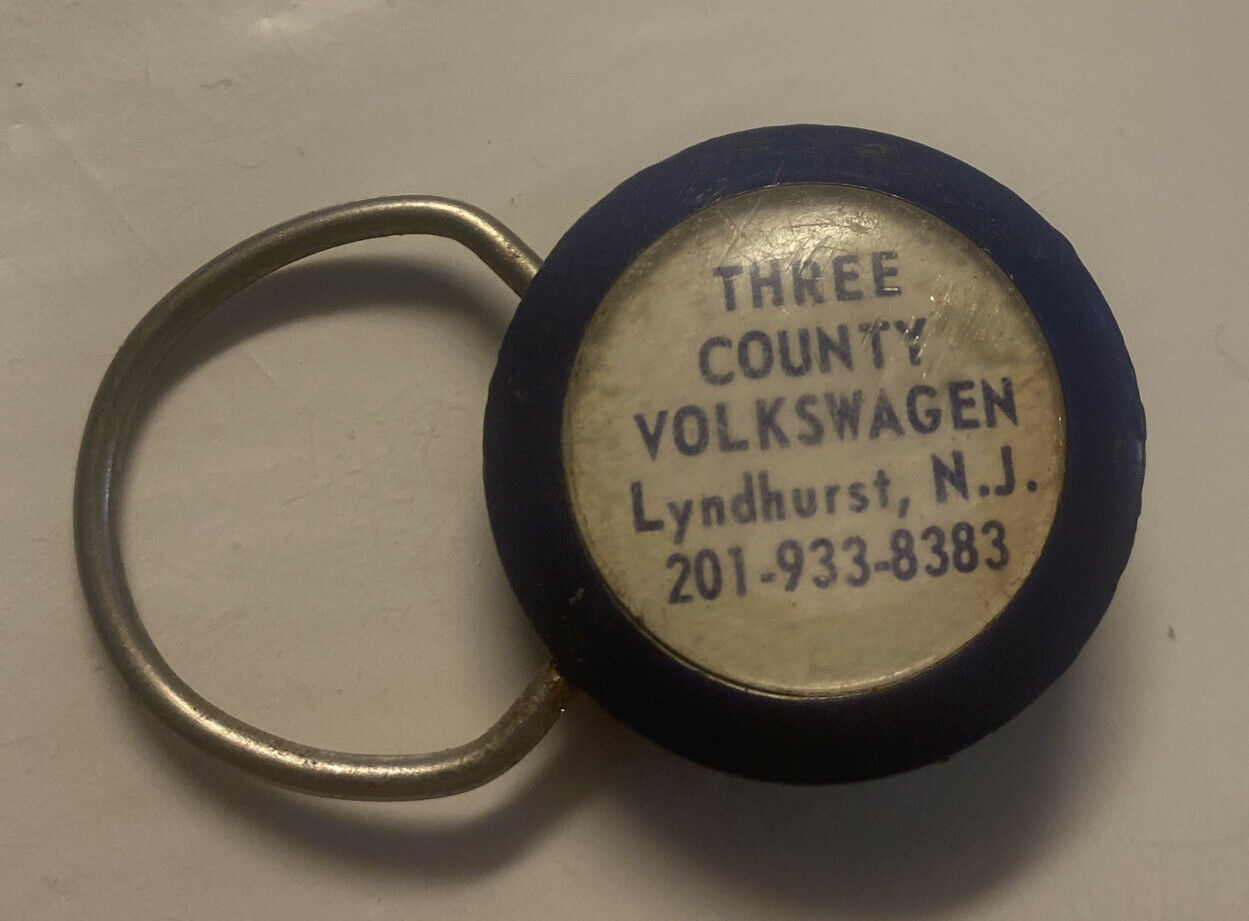 THREE
COUNTY
VOLKSWAGEN
Lyndhurst, N.J.
201-933-8383